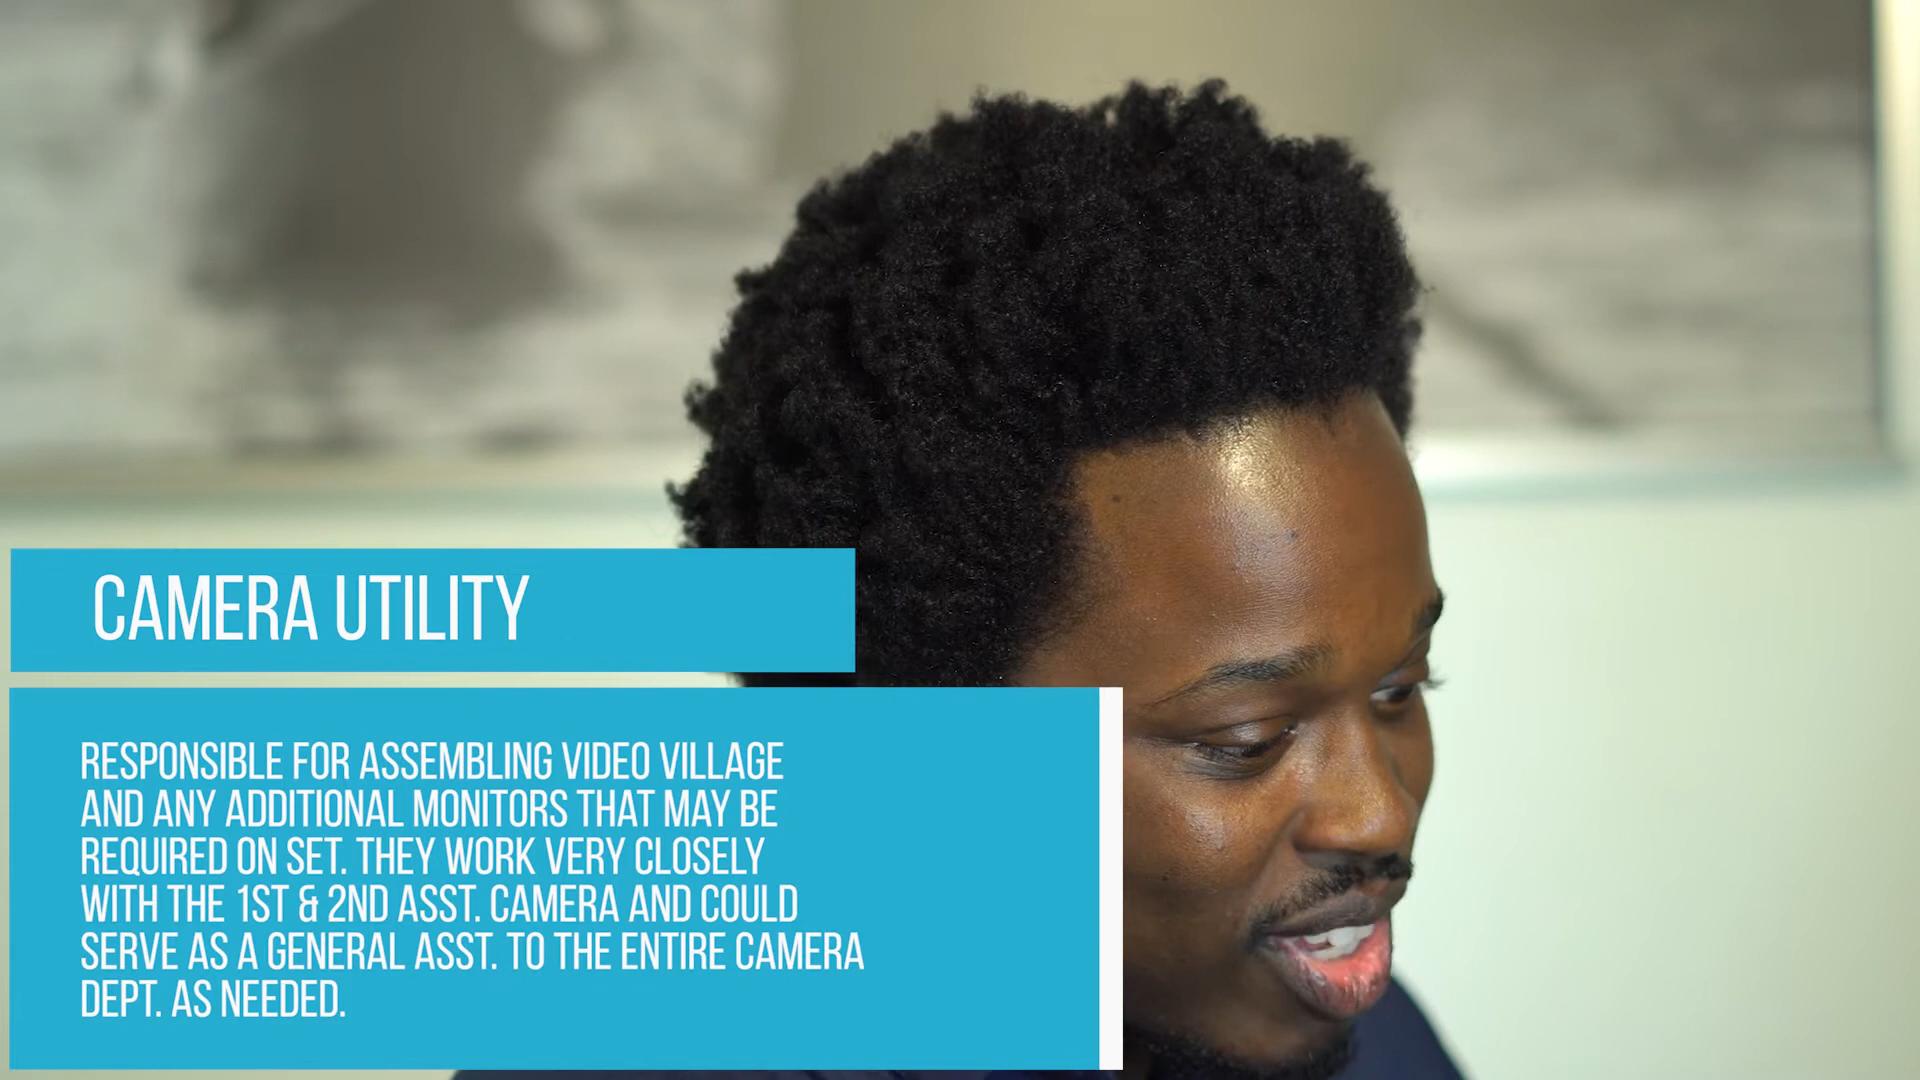 CAMERA UTILITY
RESPONSIBLE FOR ASSEMBLING VIDEO VILLAGE
AND ANY ADDITIONAL MONITORS THAT MAY BE
REQUIRED ON SET. THEY WORK VERY CLOSELY
WITH THE 1ST & 2ND ASST. CAMERA AND COULD
SERVE AS A GENERAL ASST. TO THE ENTIRE CAMERA
DEPT. AS NEEDED.